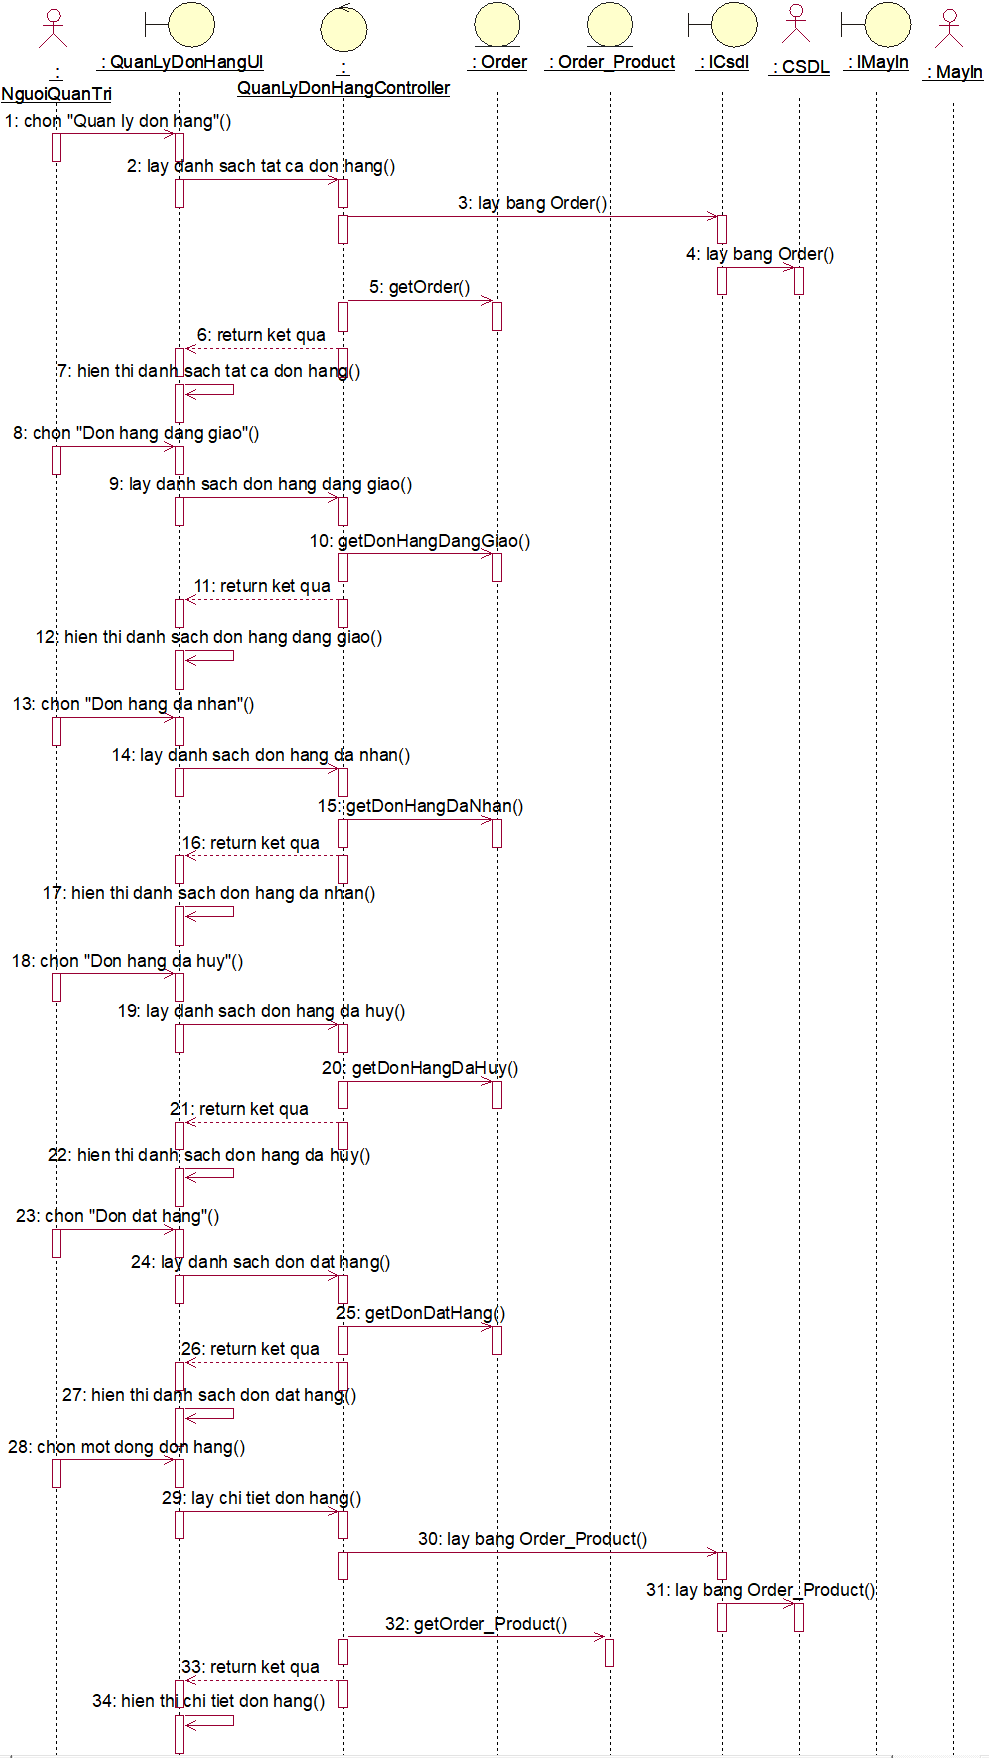 :
NguoiQuanTri
: QuanLyDonHangUI
:
QuanLyDonHangController
: Order
: Order_Product
: ICsdl
: CSDL
: IMayIn
: MayIn
1: chon "Quan ly don hang"()
2: lay danh sach tat ca don hang()
3: lay bang Order()
4: lay bang Order()
5: getOrder()
6: return ket qua
7: hien thi danh sach tat ca don hang()
8: chon "Don hang dang giao"()
9: lay danh sach don hang dang giao()
10: getDonHangDangGiao()
11: return ket qua
12: hien thi danh sach don hang dang giao()
13: chon "Don hang da nhan"()
14: lay danh sach don hang da nhan()
15: getDonHangDaNhan()
16: return ket qua
17: hien thi danh sach don hang da nhan()
18: chon "Don hang da huy"()
19: lay danh sach don hang da huy()
20: getDonHangDaHuy()
21: return ket qua
22: hien thi danh sach don hang da huy()
23: chon "Don dat hang"()
24: lay danh sach don dat hang()
25: getDonDatHang()
26: return ket qua
27: hien thi danh sach don dat hang()
28: chon mot dong don hang()
29: lay chi tiet don hang()
30: lay bang Order_Product()
31: lay bang Order_Product()
32: getOrder_Product()
33: return ket qua
34: hien thi chi tiet don hang()